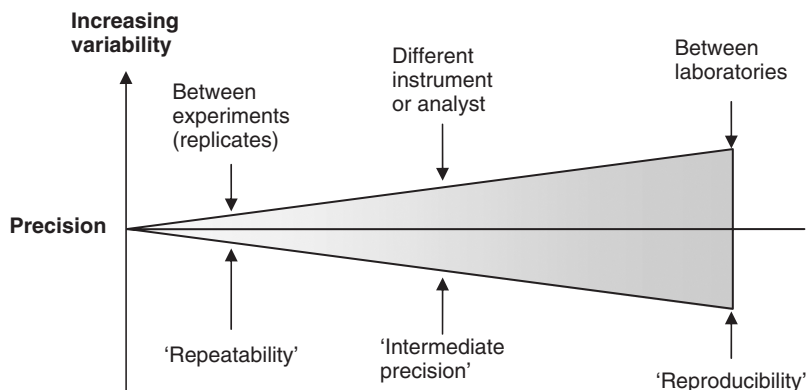 Increasing
variability
Between
experiments
(replicates)
Different
instrument
or analyst
Between
laboratories
Precision
‘Repeatability’
‘Intermediate
precision’
‘Reproducibility’